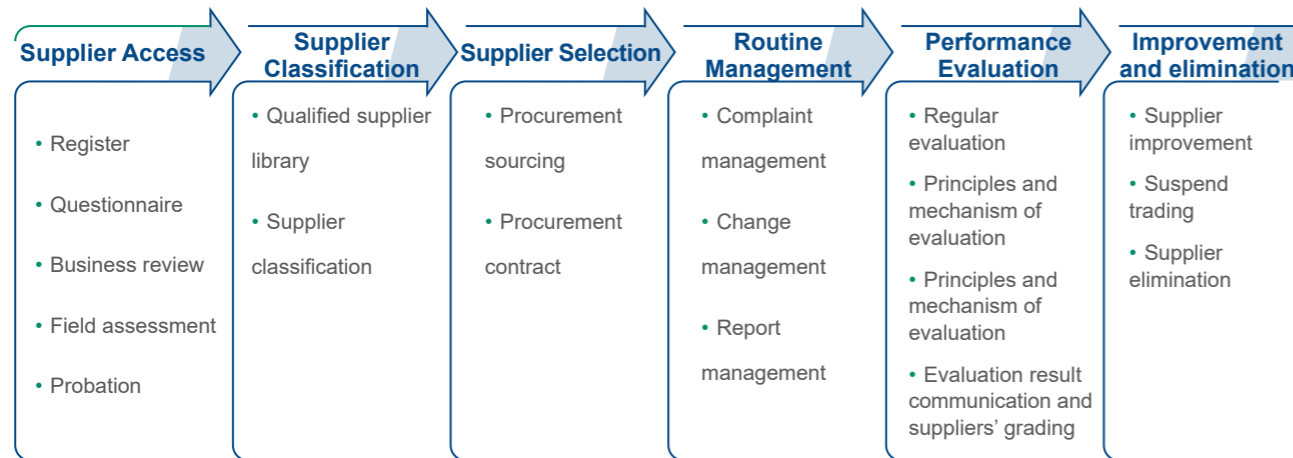 Supplier Access
• Register
• Questionnaire
• Business review
• Field assessment
• Probation
Supplier
Classification
• Qualified supplier
library
• Supplier
classification
Supplier Selection
• Procurement
sourcing
• Procurement
contract
Routine
Management
• Complaint
management
• Change
management
• Report
management
Performance
Evaluation
• Regular
evaluation
• Principles and
mechanism of
evaluation
• Principles and
mechanism of
evaluation
• Evaluation result
communication and
suppliers’ grading
Improvement
and elimination
• Supplier
improvement
• Suspend
trading
• Supplier
elimination